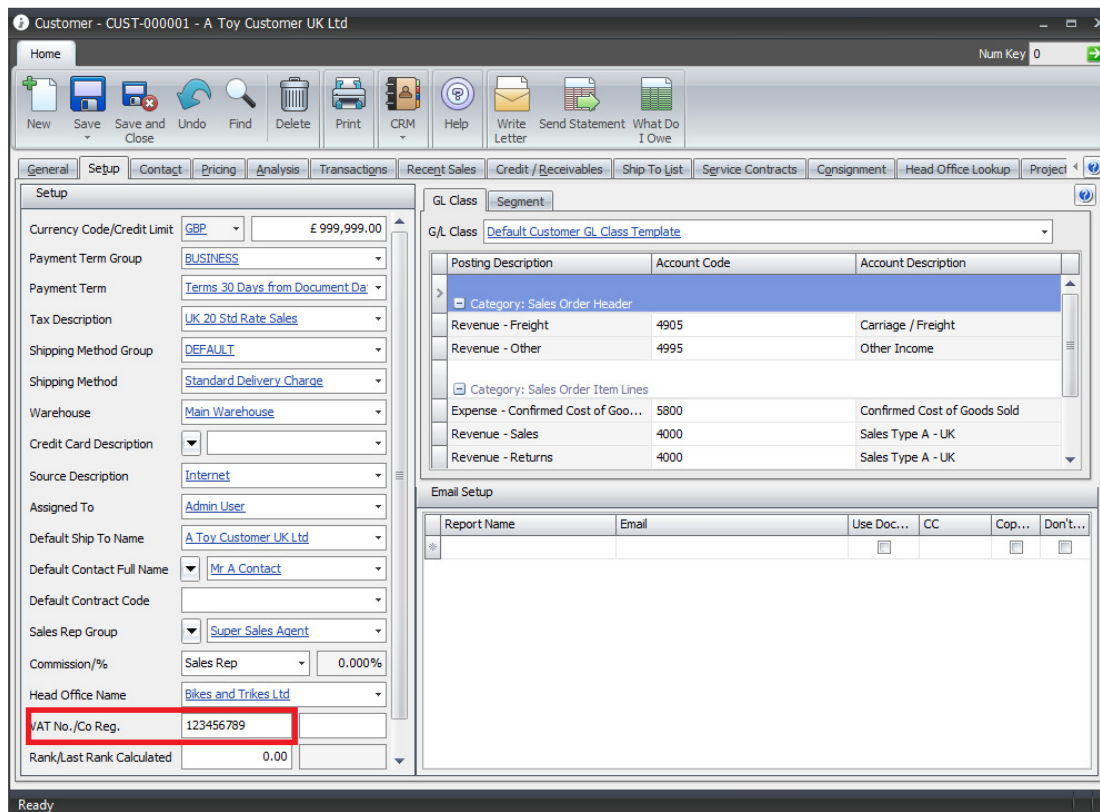 Customer - CUST-000001 - A Toy Customer UK Ltd
Home
Num Key 0
New
Save
Save and Close
Undo
Find
Delete
Print
CRM
Help
Write Letter
Send Statement
What Do I Owe
General Setup Contact Pricing Analysis Transactions Recent Sales Credit / Receivables Ship To List Service Contracts Consignment Head Office Lookup Project
Setup
Currency Code/Credit Limit GBP £ 999,999.00
Payment Term Group BUSINESS
Payment Term Terms 30 Days from Document Da
Tax Description UK 20 Std Rate Sales
Shipping Method Group DEFAULT
Shipping Method Standard Delivery Charge
Warehouse Main Warehouse
Credit Card Description
Source Description Internet
Assigned To Admin User
Default Ship To Name A Toy Customer UK Ltd
Default Contact Full Name Mr A Contact
Default Contract Code
Sales Rep Group Super Sales Agent
Commission/% Sales Rep 0.000%
Head Office Name Bikes and Trikes Ltd
VAT No./Co Reg. 123456789
Rank/Last Rank Calculated 0.00
GL Class Segment
G/L Class Default Customer GL Class Template
Posting Description Account Code Account Description
Category: Sales Order Header
Revenue - Freight 4905 Carriage / Freight
Revenue - Other 4995 Other Income
Category: Sales Order Item Lines
Expense - Confirmed Cost of Goo... 5800 Confirmed Cost of Goods Sold
Revenue - Sales 4000 Sales Type A - UK
Revenue - Returns 4000 Sales Type A - UK
Email Setup
Report Name Email Use Doc... CC Cop... Don't...
Ready